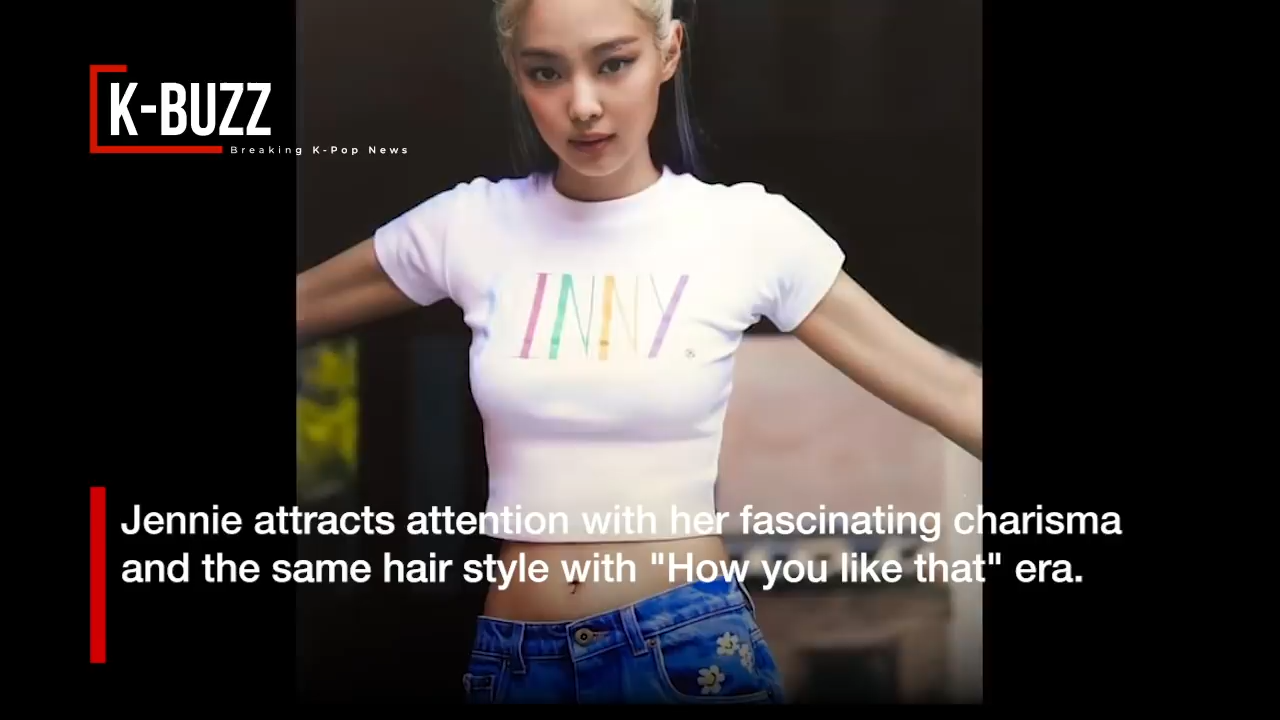 K-BUZZ
Breaking K-Pop News
INNY
Jennie attracts attention with her fascinating charisma
and the same hair style with "How you like that" era.